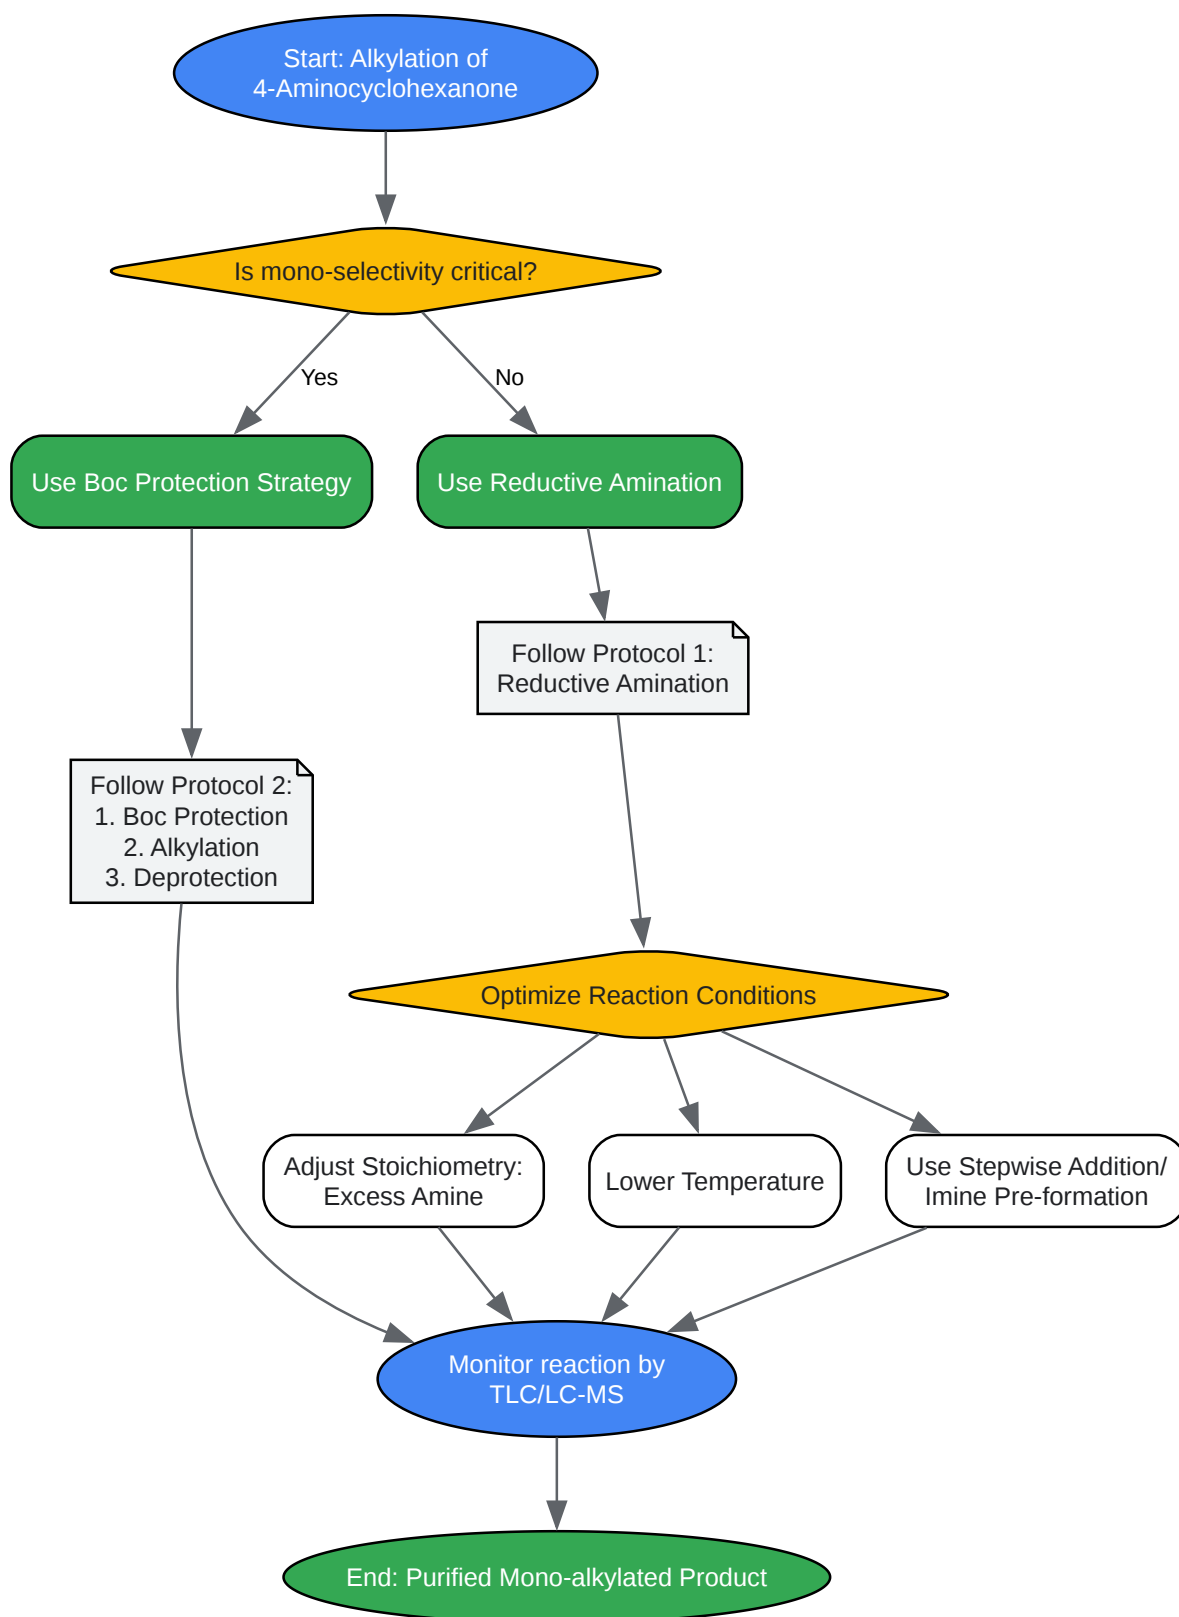 Start: Alkylation of
4-Aminocyclohexanone
Is mono-selectivity critical?
Yes
No
Use Boc Protection Strategy
Use Reductive Amination
Follow Protocol 1:
Reductive Amination
Follow Protocol 2:
1. Boc Protection
2. Alkylation
3. Deprotection
Optimize Reaction Conditions
Adjust Stoichiometry:
Excess Amine
Lower Temperature
Use Stepwise Addition/
Imine Pre-formation
Monitor reaction by
TLC/LC-MS
End: Purified Mono-alkylated Product